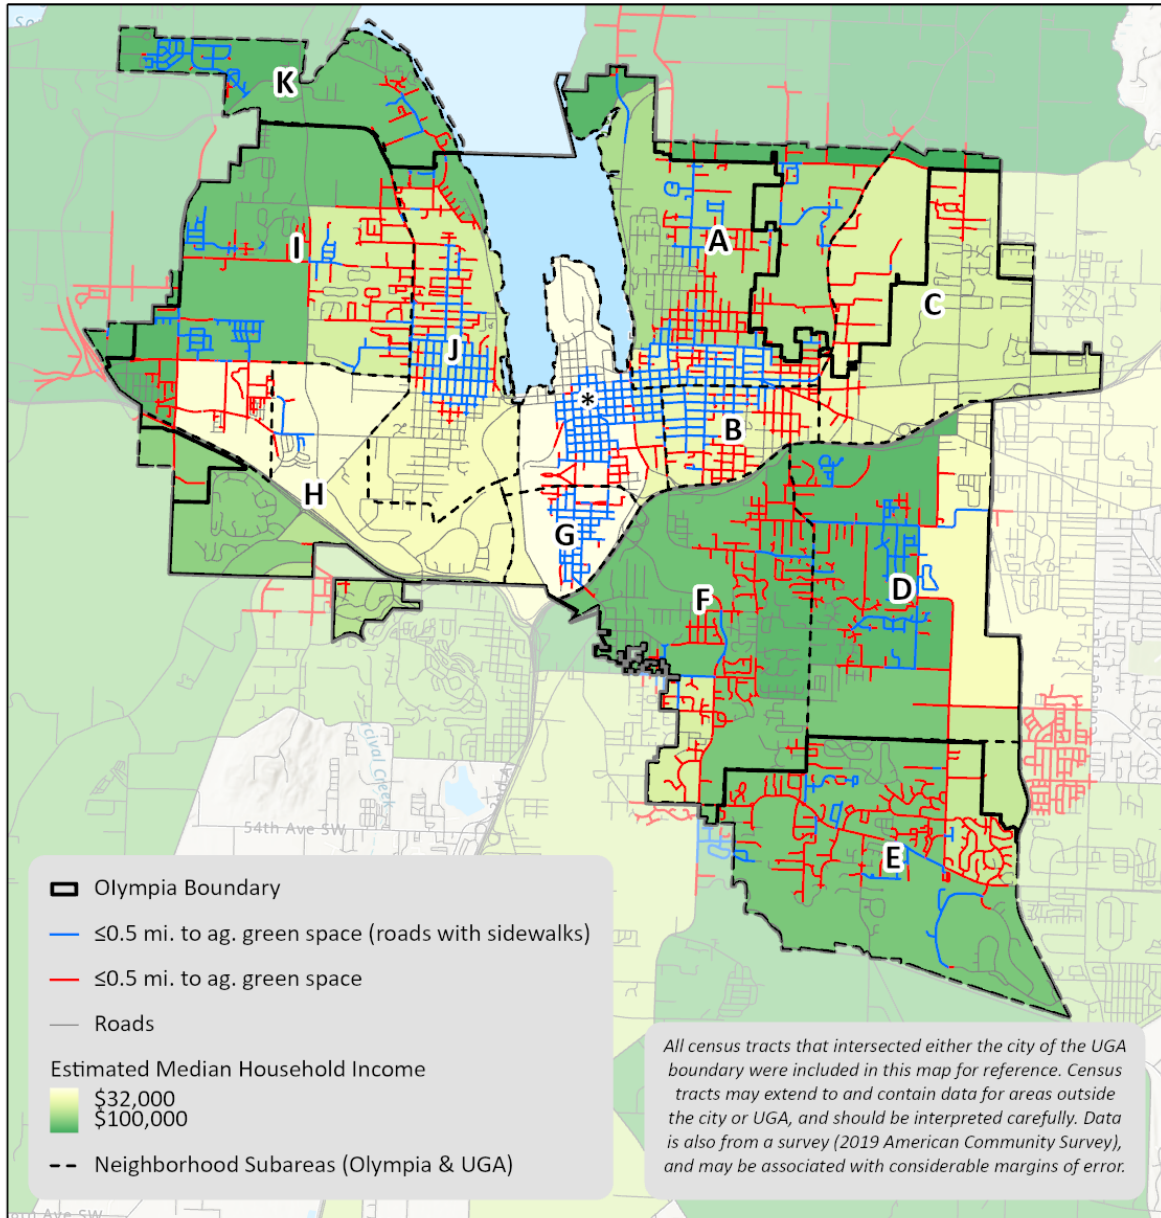 K
A
I
C
J
*
B
H
G
F
D
E
54th Ave SW
Olympia Boundary
≤0.5 mi. to ag. green space (roads with sidewalks)
≤0.5 mi. to ag. green space
Roads
Estimated Median Household Income
$32,000
$100,000
Neighborhood Subareas (Olympia & UGA)
All census tracts that intersected either the city of the UGA
boundary were included in this map for reference. Census
tracts may extend to and contain data for areas outside
the city or UGA, and should be interpreted carefully. Data
is also from a survey (2019 American Community Survey),
and may be associated with considerable margins of error.
Ave SW